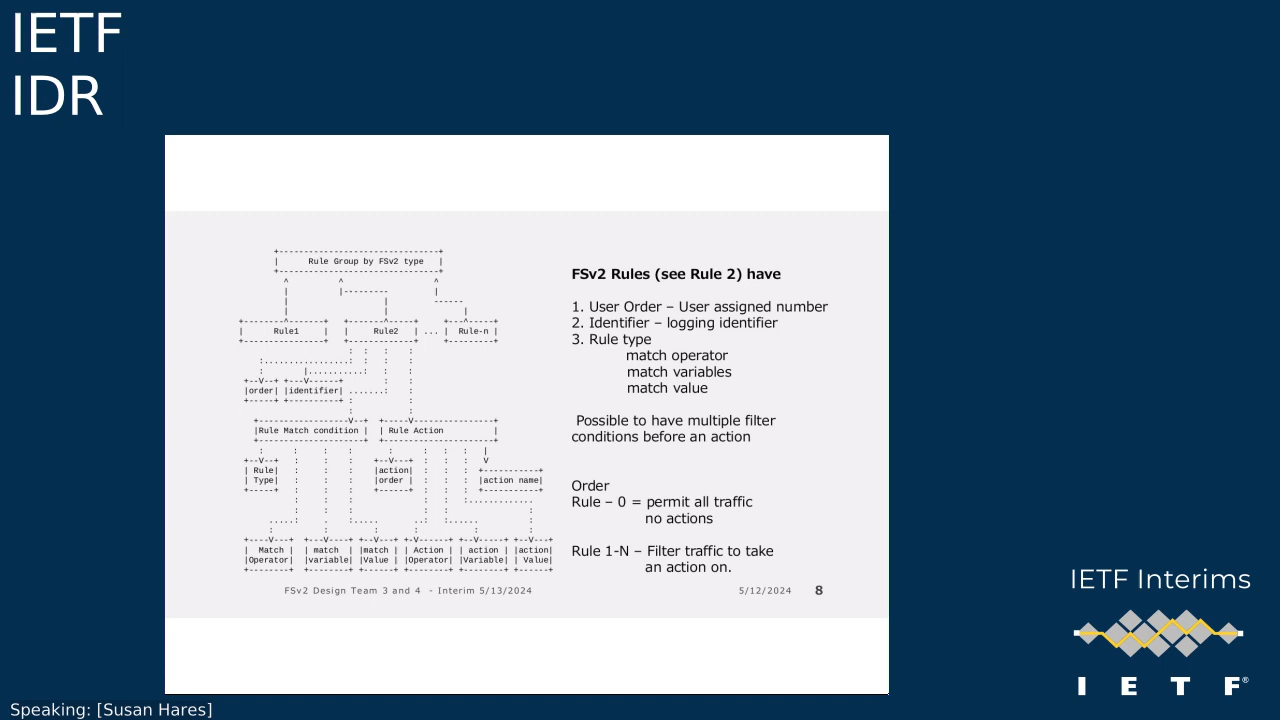 IETF
IDR
Rule Group by FSv2 type
Rule1 Rule2 ... Rule-n
order identifier
Rule Match condition Rule Action
Rule action
Type order action name
Match match match Action action action
Operator variable Value Operator Variable Value
FSv2 Rules (see Rule 2) have
1. User Order – User assigned number
2. Identifier – logging identifier
3. Rule type
match operator
match variables
match value
Possible to have multiple filter
conditions before an action
Order
Rule – 0 = permit all traffic
no actions
Rule 1-N – Filter traffic to take
an action on.
FSv2 Design Team 3 and 4 - Interim 5/13/2024 5/12/2024 8
IETF Interims
I E T F®
Speaking: [Susan Hares]